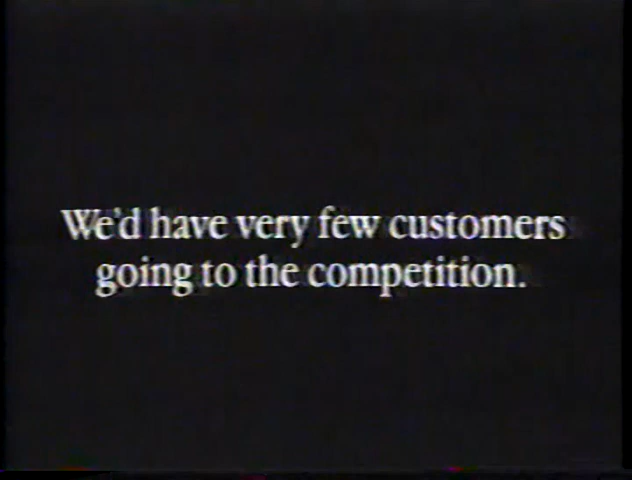 We'd have very few customers
going to the competition.